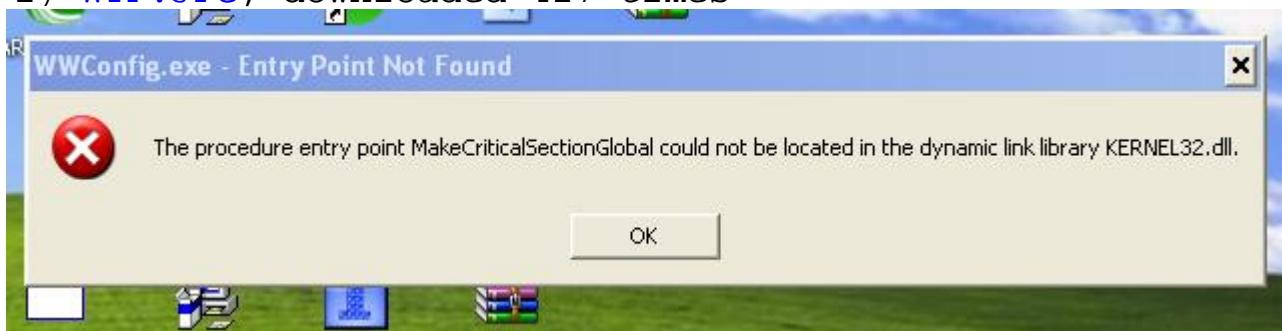 WWConfig.exe - Entry Point Not Found
The procedure entry point MakeCriticalSectionGlobal could not be located in the dynamic link library KERNEL32.dll.
OK